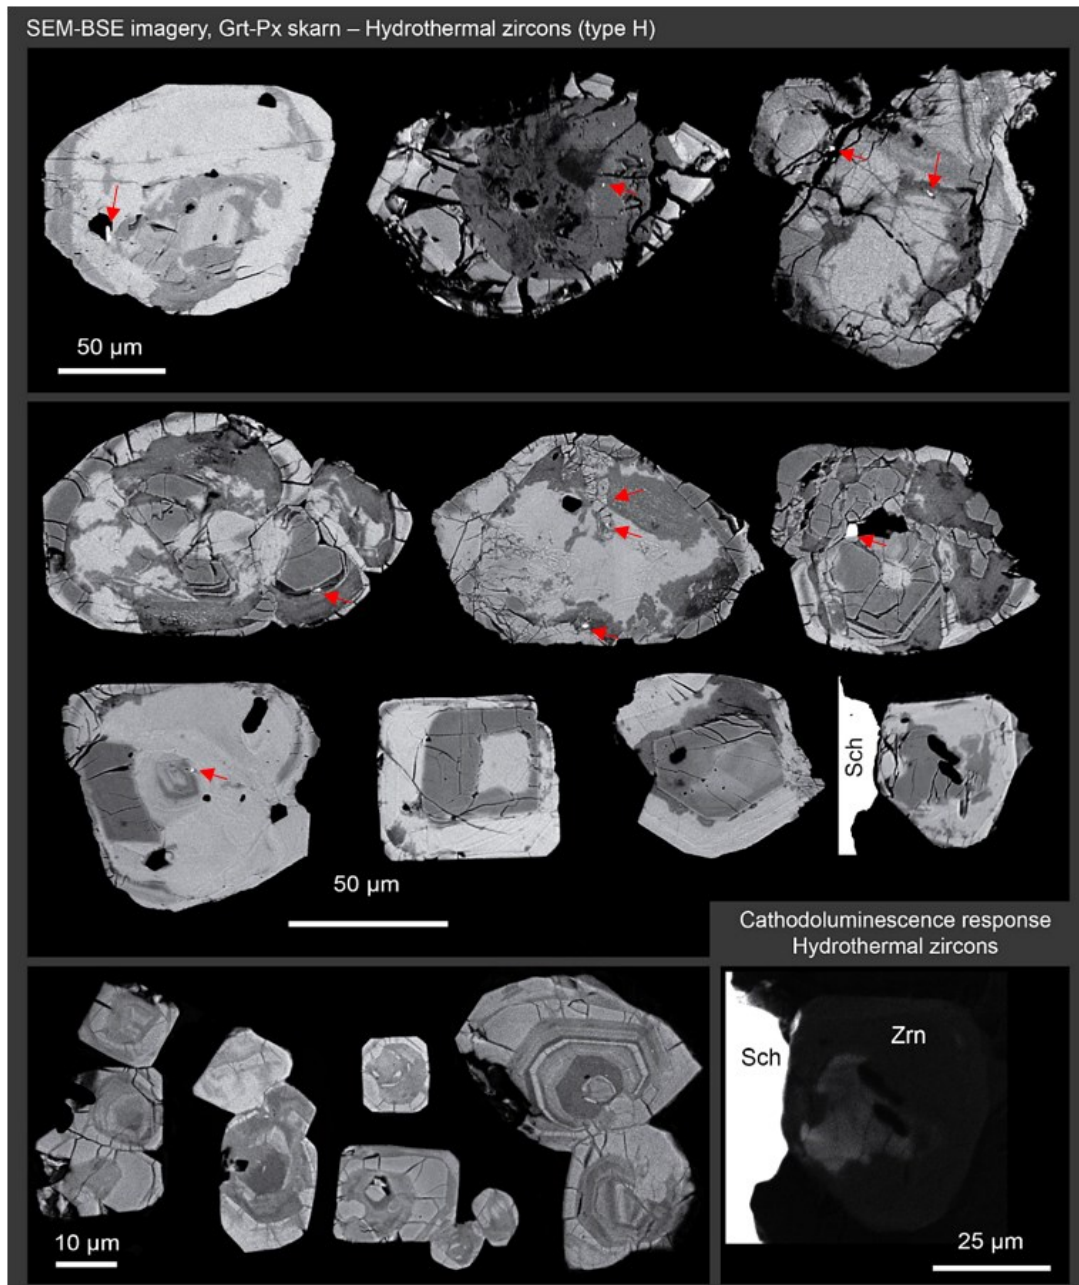 SEM-BSE imagery, Grt-Px skarn – Hydrothermal zircons (type H)
50 µm
Sch
50 µm
Cathodoluminescence response
Hydrothermal zircons
Zrn
Sch
10 µm
25 µm